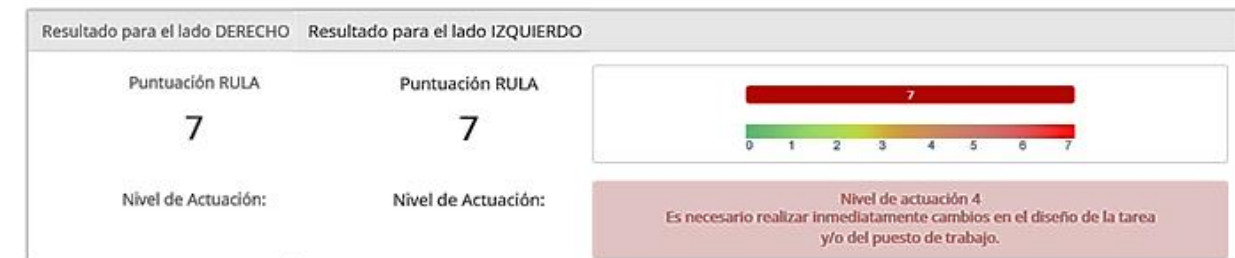 Resultado para el lado DERECHO Resultado para el lado IZQUIERDO
Puntuación RULA Puntuación RULA
7 7
7
0 1 2 3 4 5 6 7
Nivel de Actuación: Nivel de Actuación:
Nivel de actuación 4
Es necesario realizar inmediatamente cambios en el diseño de la tarea
y/o del puesto de trabajo.